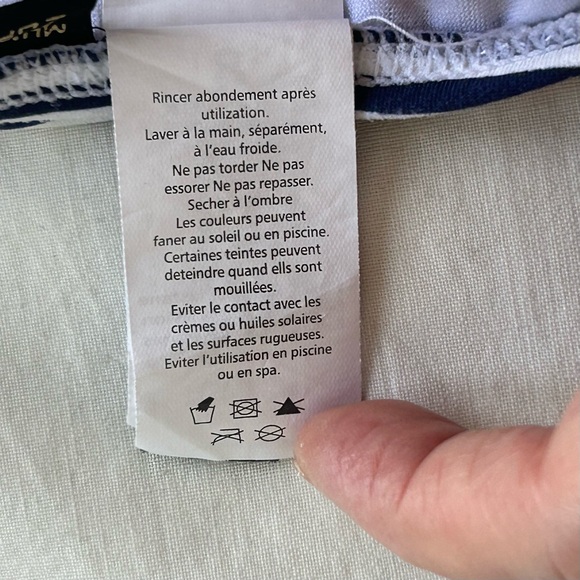 Rincer abondement après
utilization.
Laver à la main, séparément,
à l'eau froide.
Ne pas torder Ne pas
essorer Ne pas repasser.
Secher à l'ombre
Les couleurs peuvent
faner au soleil ou en piscine.
Certaines teintes peuvent
deteindre quand ells sont
mouillées.
Eviter le contact avec les
crèmes ou huiles solaires
et les surfaces rugueuses.
Eviter l'utilisation en piscine
ou en spa.